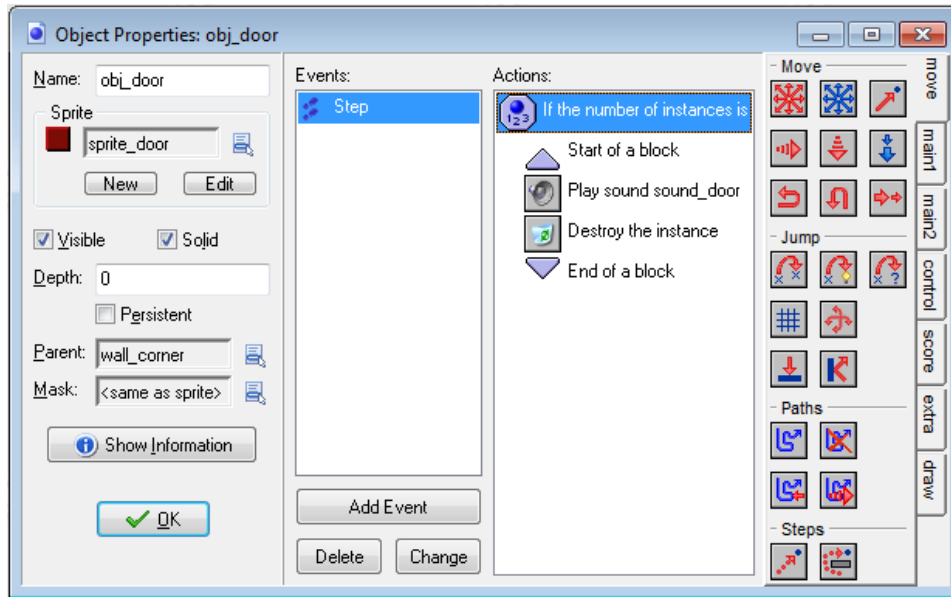 Object Properties: obj_door
Name: obj_door
Sprite
sprite_door
New Edit
Visible Solid
Depth: 0
Persistent
Parent: wall_corner
Mask: <same as sprite>
Show Information
OK
Events:
Step
Add Event
Delete Change
Actions:
If the number of instances is
Start of a block
Play sound sound_door
Destroy the instance
End of a block
Move
Jump
Paths
Steps
move
main1
main2
control
score
extra
draw